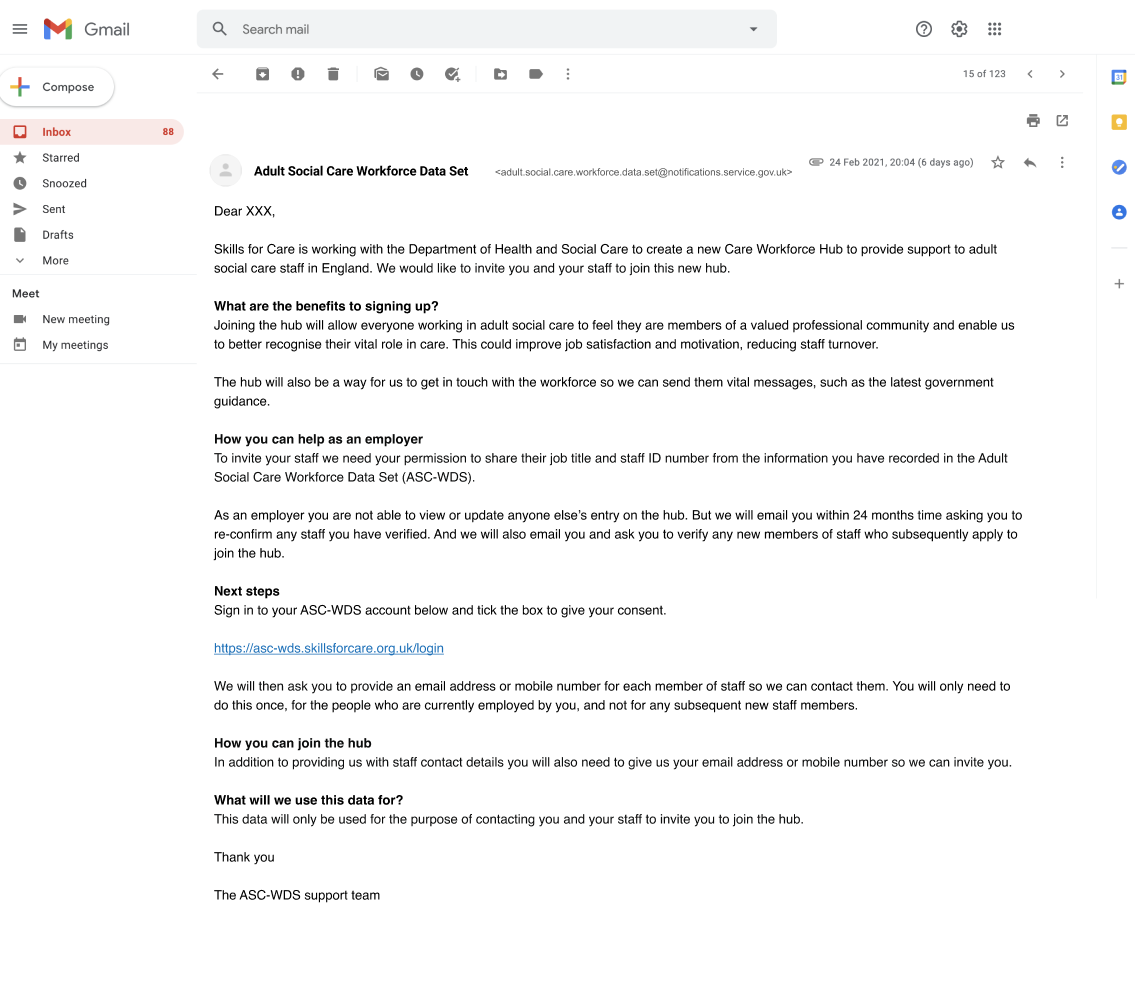 Gmail
Search mail
15 of 123
31
Compose
Inbox 88
Starred
Snoozed
Sent
Drafts
More
Meet
New meeting
My meetings
Adult Social Care Workforce Data Set <adult.social.care.workforce.data.set@notifications.service.gov.uk> 24 Feb 2021, 20:04 (6 days ago)
Dear XXX,
Skills for Care is working with the Department of Health and Social Care to create a new Care Workforce Hub to provide support to adult
social care staff in England. We would like to invite you and your staff to join this new hub.
What are the benefits to signing up?
Joining the hub will allow everyone working in adult social care to feel they are members of a valued professional community and enable us
to better recognise their vital role in care. This could improve job satisfaction and motivation, reducing staff turnover.
The hub will also be a way for us to get in touch with the workforce so we can send them vital messages, such as the latest government
guidance.
How you can help as an employer
To invite your staff we need your permission to share their job title and staff ID number from the information you have recorded in the Adult
Social Care Workforce Data Set (ASC-WDS).
As an employer you are not able to view or update anyone else's entry on the hub. But we will email you within 24 months time asking you to
re-confirm any staff you have verified. And we will also email you and ask you to verify any new members of staff who subsequently apply to
join the hub.
Next steps
Sign in to your ASC-WDS account below and tick the box to give your consent.
https://asc-wds.skillsforcare.org.uk/login
We will then ask you to provide an email address or mobile number for each member of staff so we can contact them. You will only need to
do this once, for the people who are currently employed by you, and not for any subsequent new staff members.
How you can join the hub
In addition to providing us with staff contact details you will also need to give us your email address or mobile number so we can invite you.
What will we use this data for?
This data will only be used for the purpose of contacting you and your staff to invite you to join the hub.
Thank you
The ASC-WDS support team